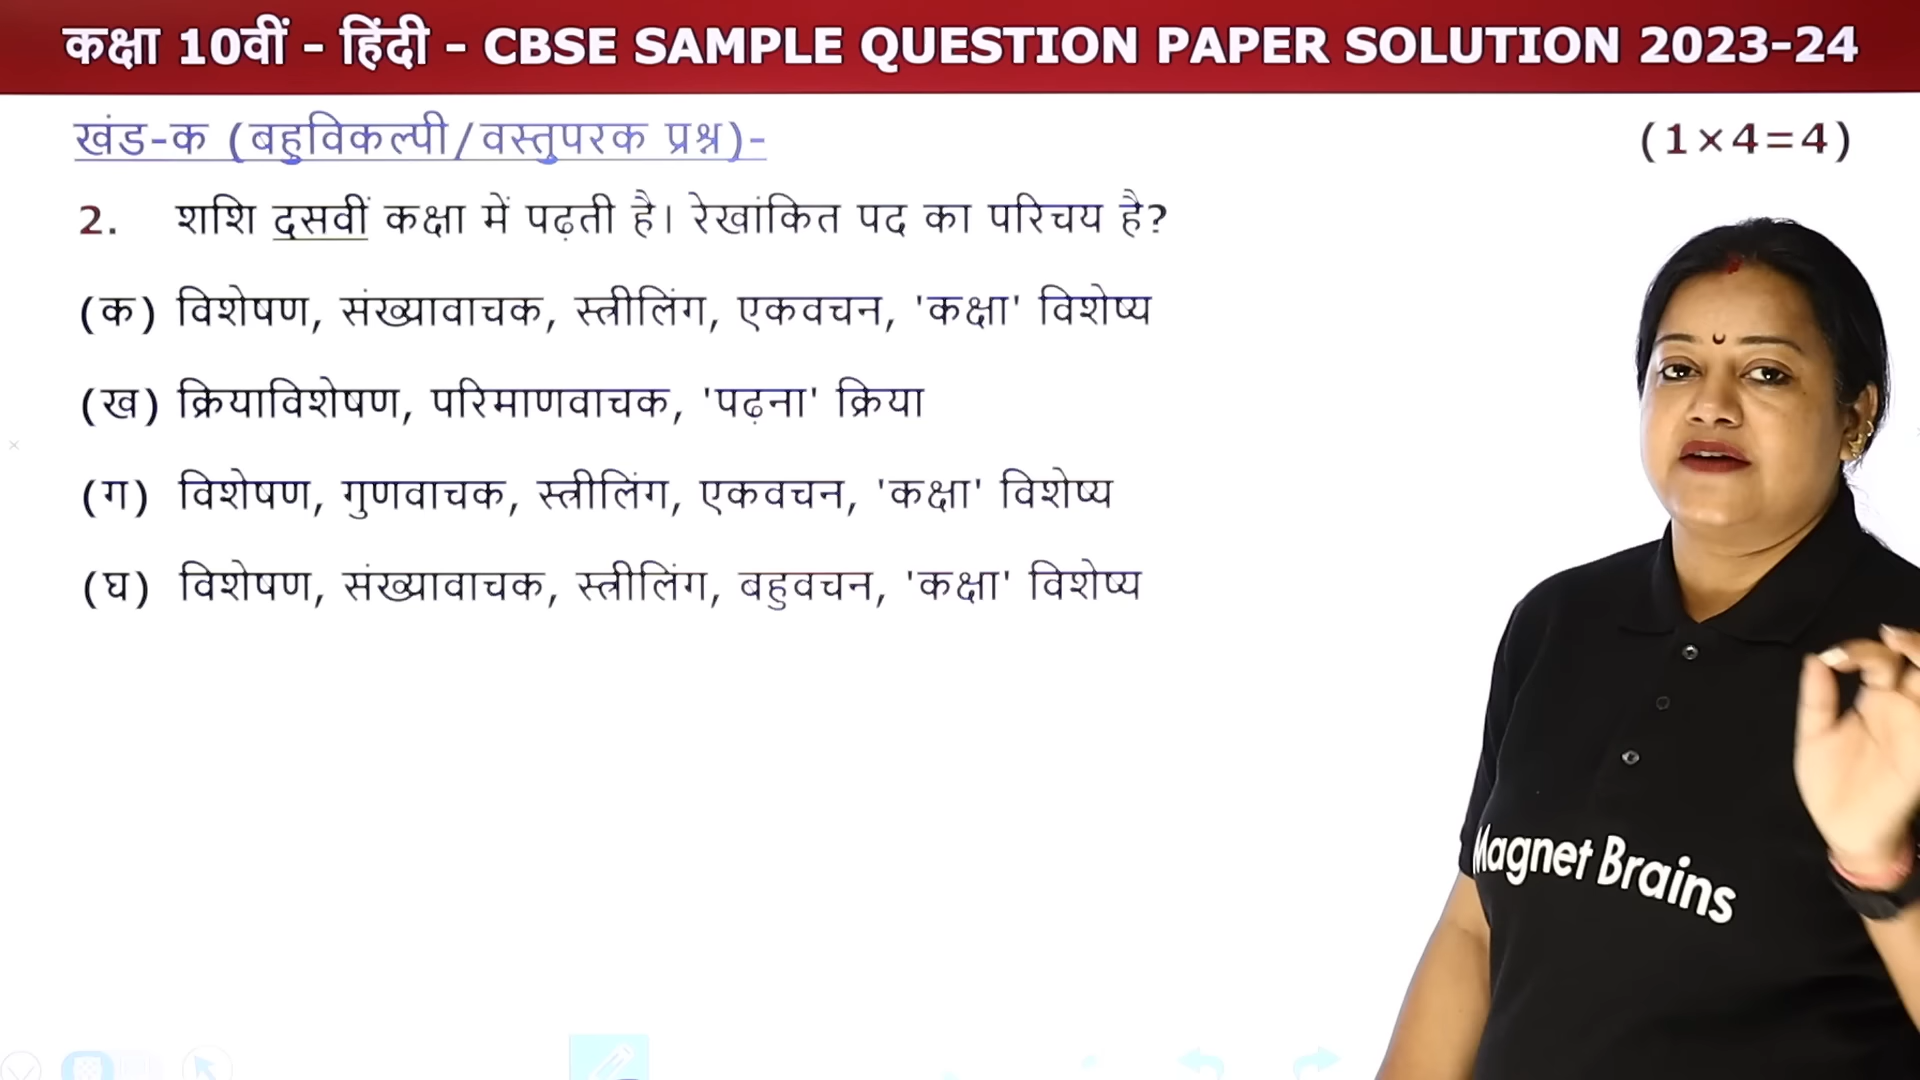 कक्षा 10वीं - हिंदी - CBSE SAMPLE QUESTION PAPER SOLUTION 2023-24
खंड-क (बहुविकल्पी/वस्तुपरक प्रश्न)-
(1×4=4)
2. शशि दसवीं कक्षा में पढ़ती है। रेखांकित पद का परिचय है?
(क) विशेषण, संख्यावाचक, स्त्रीलिंग, एकवचन, 'कक्षा' विशेष्य
(ख) क्रियाविशेषण, परिमाणवाचक, 'पढ़ना' क्रिया
(ग) विशेषण, गुणवाचक, स्त्रीलिंग, एकवचन, 'कक्षा' विशेष्य
(घ) विशेषण, संख्यावाचक, स्त्रीलिंग, बहुवचन, 'कक्षा' विशेष्य
Magnet Brains